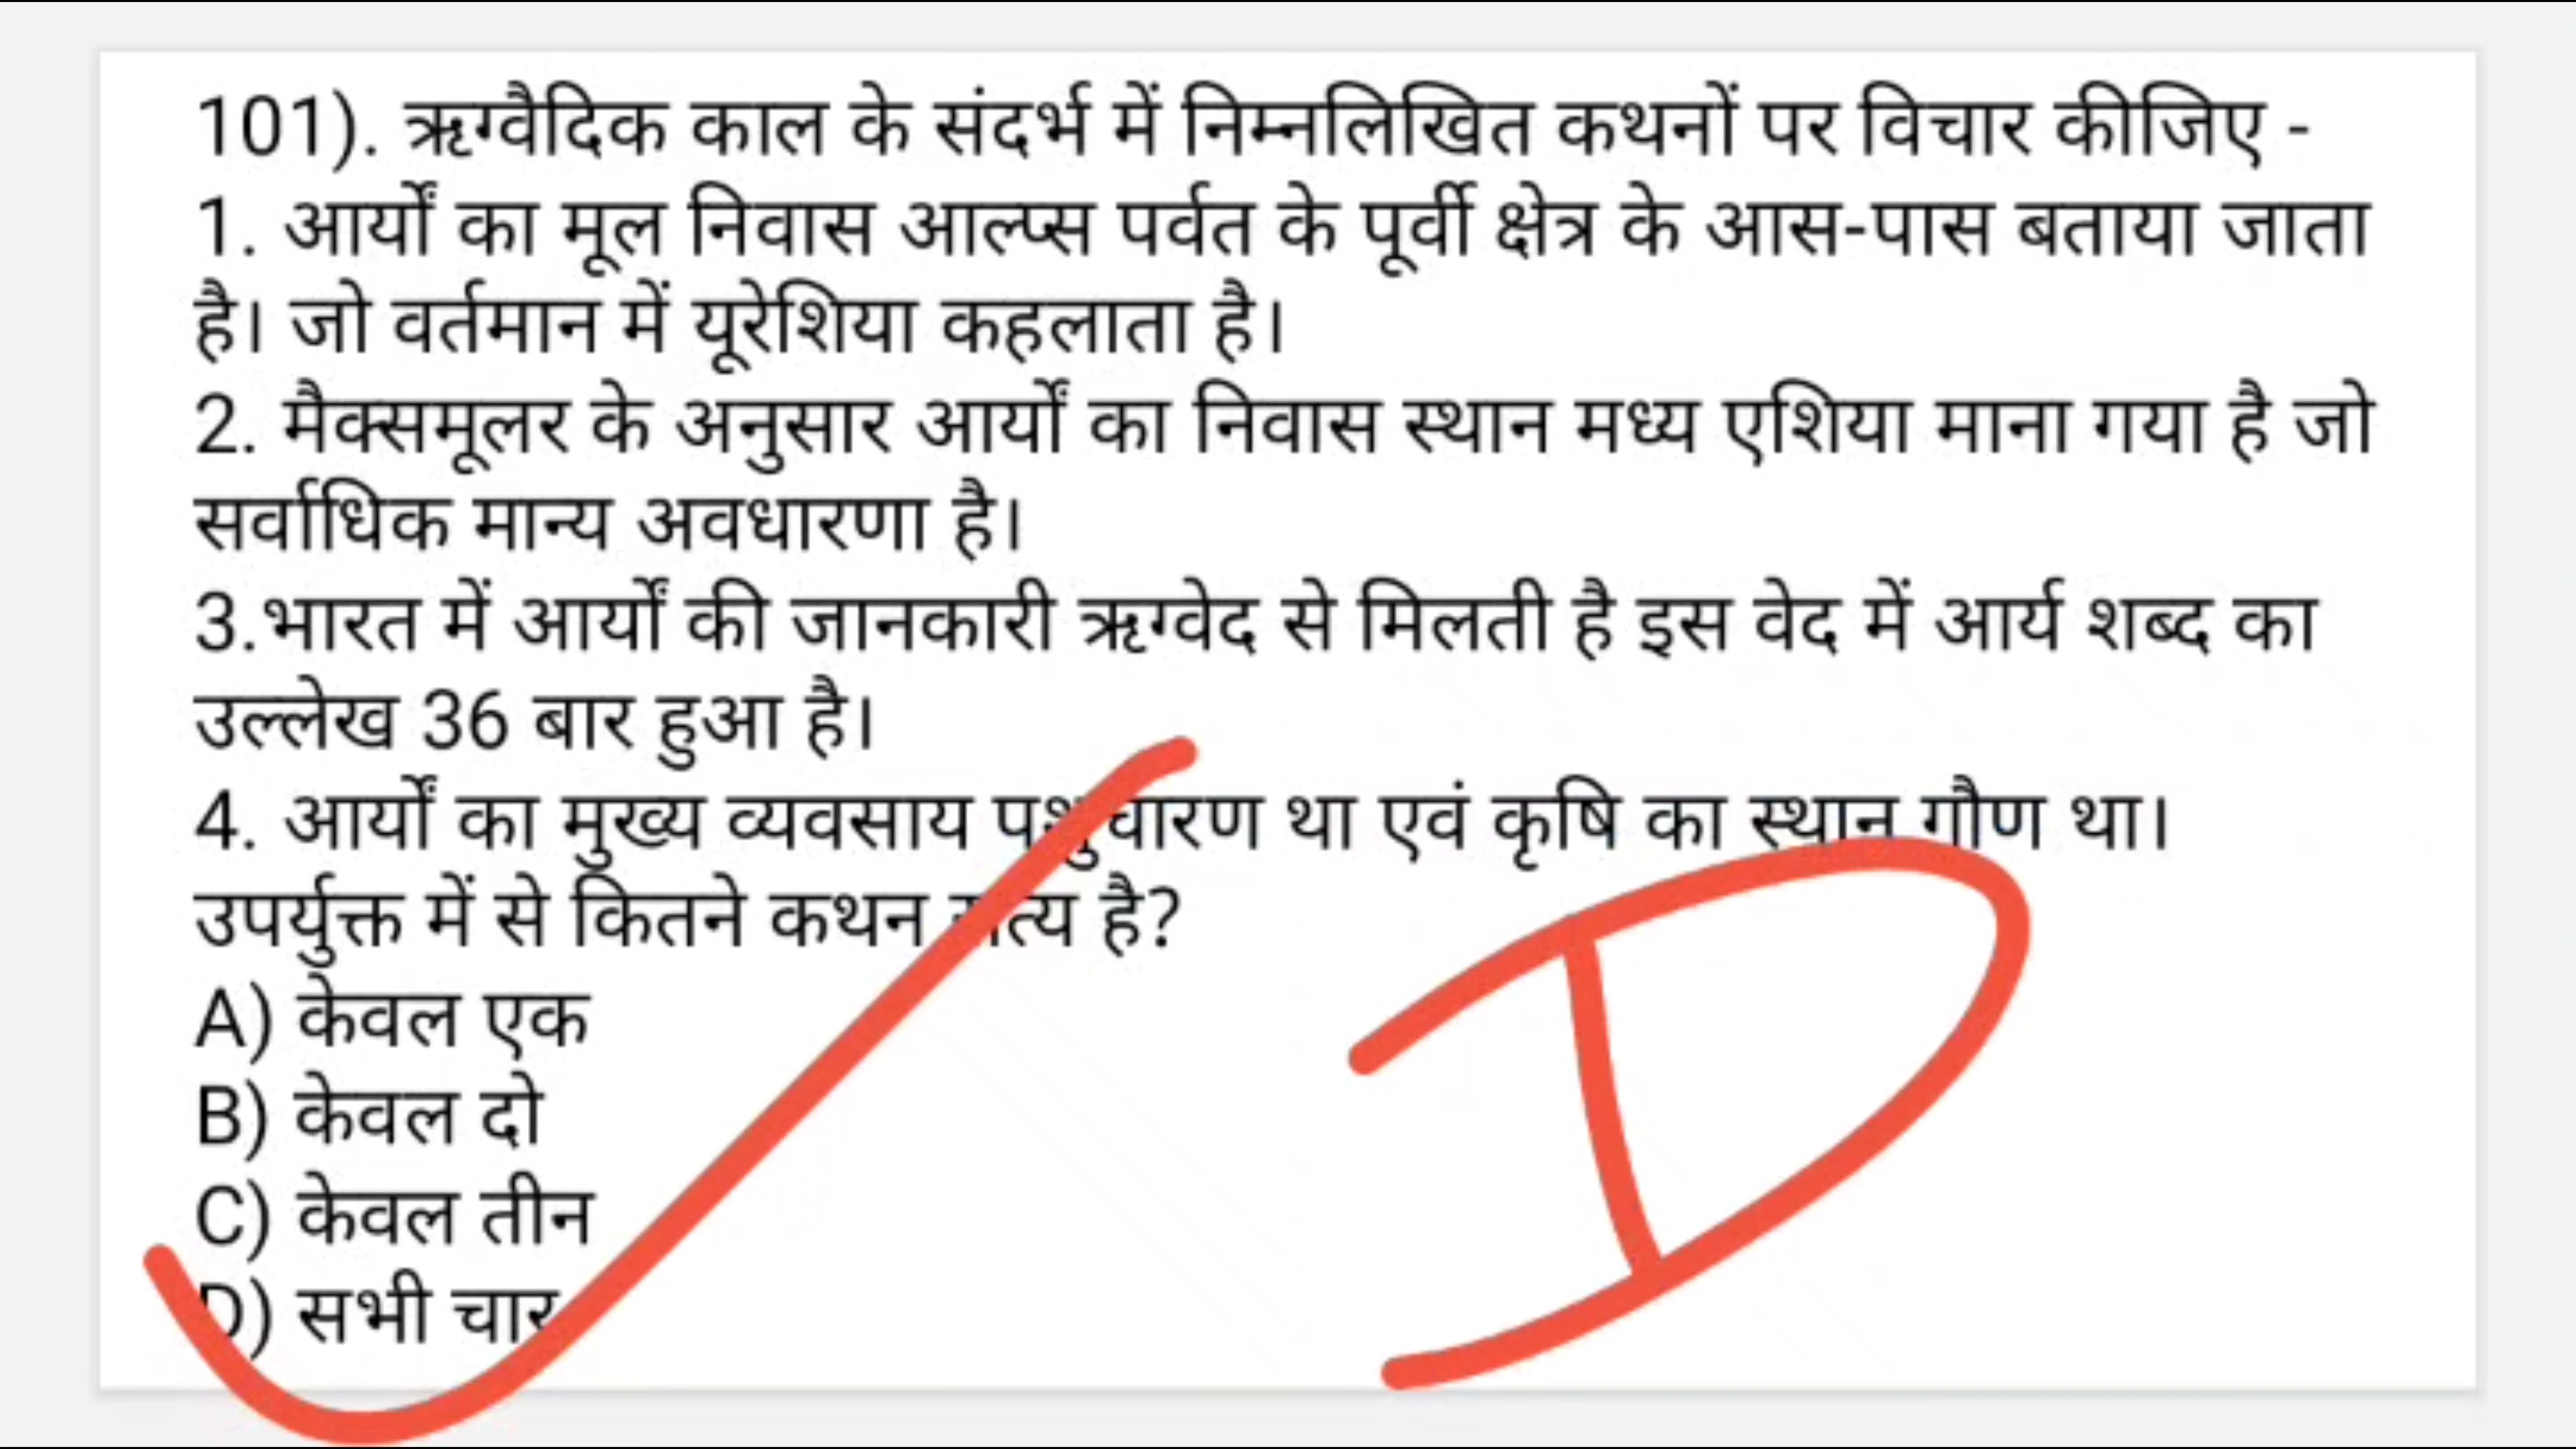 101). ऋग्वैदिक काल के संदर्भ में निम्नलिखित कथनों पर विचार कीजिए -
1. आर्यों का मूल निवास आल्प्स पर्वत के पूर्वी क्षेत्र के आस-पास बताया जाता
है। जो वर्तमान में यूरेशिया कहलाता है।
2. मैक्समूलर के अनुसार आर्यों का निवास स्थान मध्य एशिया माना गया है जो
सर्वाधिक मान्य अवधारणा है।
3.भारत में आर्यों की जानकारी ऋग्वेद से मिलती है इस वेद में आर्य शब्द का
उल्लेख 36 बार हुआ है।
4. आर्यों का मुख्य व्यवसाय पशुचारण था एवं कृषि का स्थान गौण था।
उपर्युक्त में से कितने कथन सत्य है?
A) केवल एक
B) केवल दो
C) केवल तीन
D) सभी चार
D